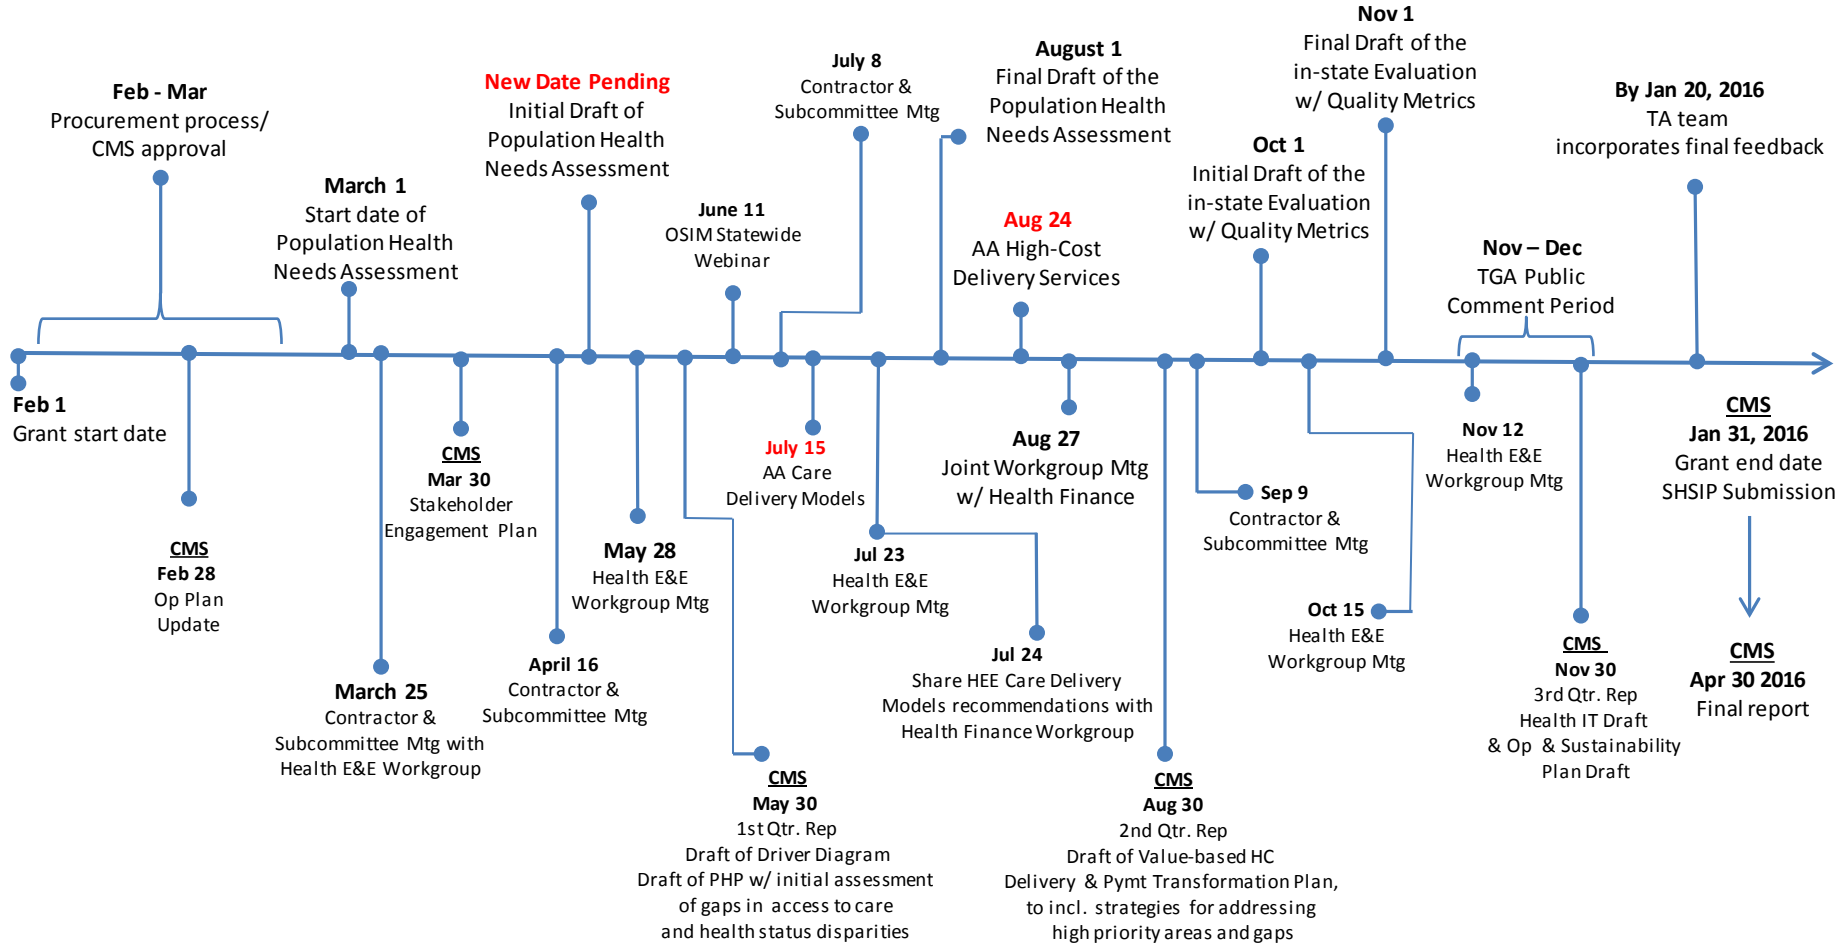 Feb - Mar
Procurement process/
CMS approval
March 1
Start date of
Population Health
Needs Assessment
New Date Pending
Initial Draft of
Population Health
Needs Assessment
June 11
OSIM Statewide
Webinar
July 8
Contractor &
Subcommittee Mtg
August 1
Final Draft of the
Population Health
Needs Assessment
Aug 24
AA High-Cost
Delivery Services
Oct 1
Initial Draft of the
in-state Evaluation
w/ Quality Metrics
Nov 1
Final Draft of the
in-state Evaluation
w/ Quality Metrics
Nov – Dec
TGA Public
Comment Period
By Jan 20, 2016
TA team
incorporates final feedback
Feb 1
Grant start date
CMS
Feb 28
Op Plan
Update
March 25
Contractor &
Subcommittee Mtg with
Health E&E Workgroup
CMS
Mar 30
Stakeholder
Engagement Plan
April 16
Contractor &
Subcommittee Mtg
May 28
Health E&E
Workgroup Mtg
CMS
May 30
1st Qtr. Rep
Draft of Driver Diagram
Draft of PHP w/ initial assessment
of gaps in access to care
and health status disparities
July 15
AA Care
Delivery Models
Jul 23
Health E&E
Workgroup Mtg
Jul 24
Share HEE Care Delivery
Models recommendations with
Health Finance Workgroup
Aug 27
Joint Workgroup Mtg
w/ Health Finance
CMS
Aug 30
2nd Qtr. Rep
Draft of Value-based HC
Delivery & Pymt Transformation Plan,
to incl. strategies for addressing
high priority areas and gaps
Sep 9
Contractor &
Subcommittee Mtg
Oct 15
Health E&E
Workgroup Mtg
Nov 12
Health E&E
Workgroup Mtg
CMS
Nov 30
3rd Qtr. Rep
Health IT Draft
& Op & Sustainability
Plan Draft
CMS
Jan 31, 2016
Grant end date
SHSIP Submission
CMS
Apr 30 2016
Final report